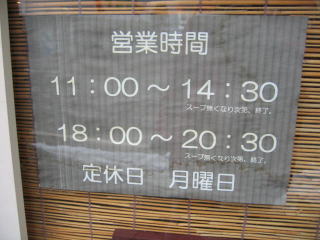 営業時間
11：00～14：30
スープ無くなり次第、終了。
18：00～20：30
スープ無くなり次第、終了。
定休日　月曜日